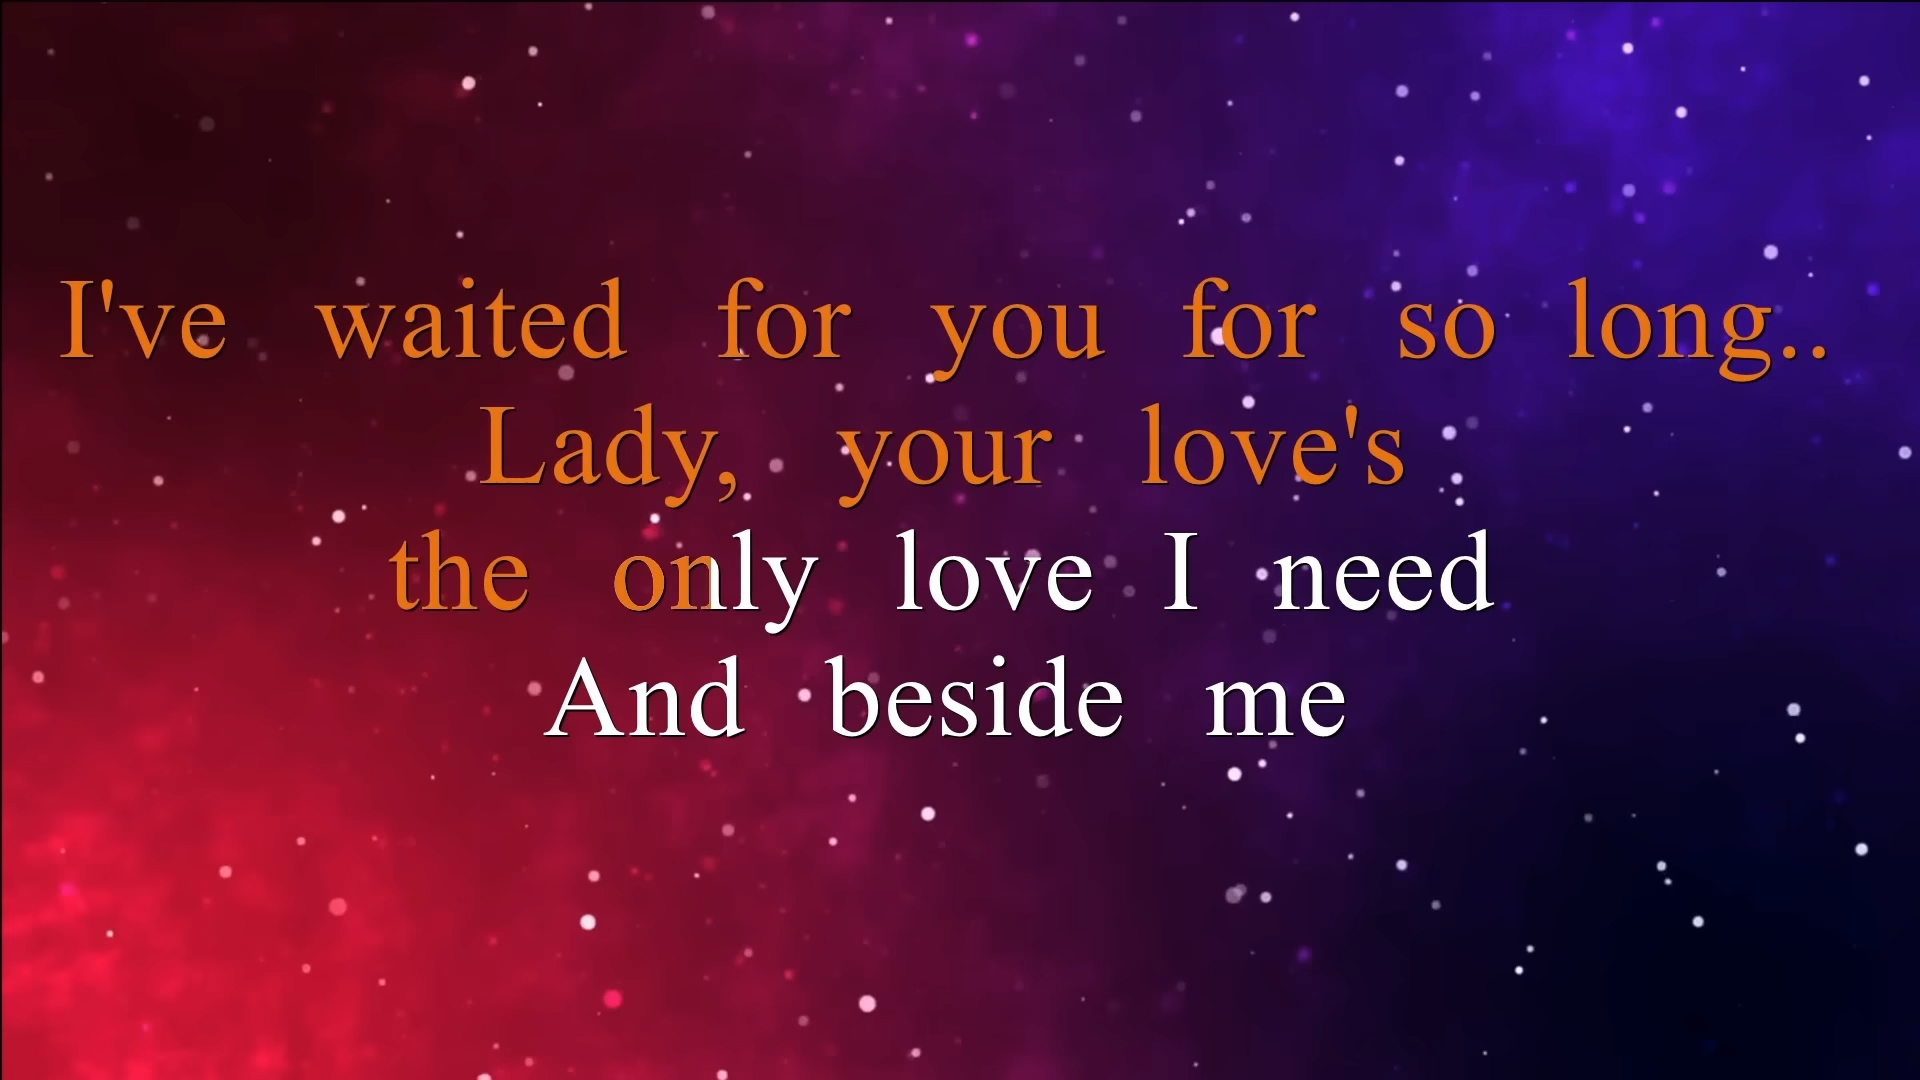 I've waited for you for so long..
Lady, your love's
the only love I need
And beside me